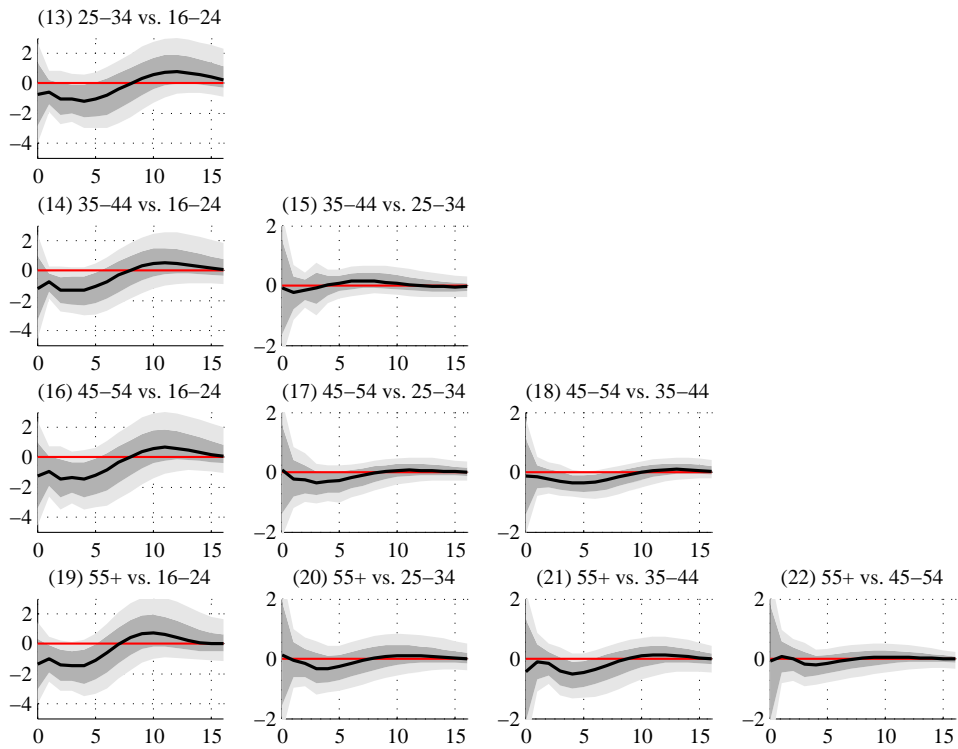 (13) 25–34 vs. 16–24
2
0
−2
−4
0 5 10 15
(14) 35–44 vs. 16–24 (15) 35–44 vs. 25–34
2 2
0 0
−2
−4
−2
0 5 10 15 0 5 10 15
(16) 45–54 vs. 16–24 (17) 45–54 vs. 25–34 (18) 45–54 vs. 35–44
2 2 2
0 0 0
−2
−4
−2 −2
0 5 10 15 0 5 10 15 0 5 10 15
(19) 55+ vs. 16–24 (20) 55+ vs. 25–34 (21) 55+ vs. 35–44 (22) 55+ vs. 45–54
2 2 2 2
0 0 0 0
−2
−4
−2 −2 −2
0 5 10 15 0 5 10 15 0 5 10 15 0 5 10 15